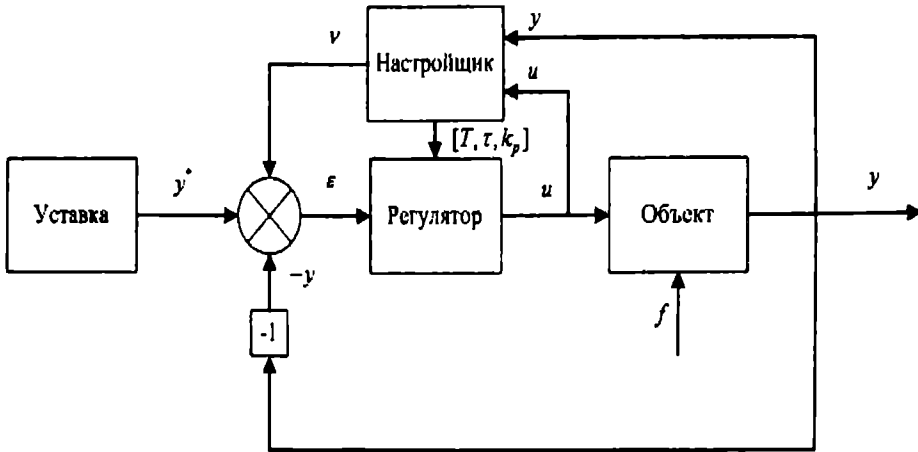 v
Настройщик
y
u
[T, τ, k_p]
Уставка
y*
ε
Регулятор
u
Объект
y
-y
-1
f